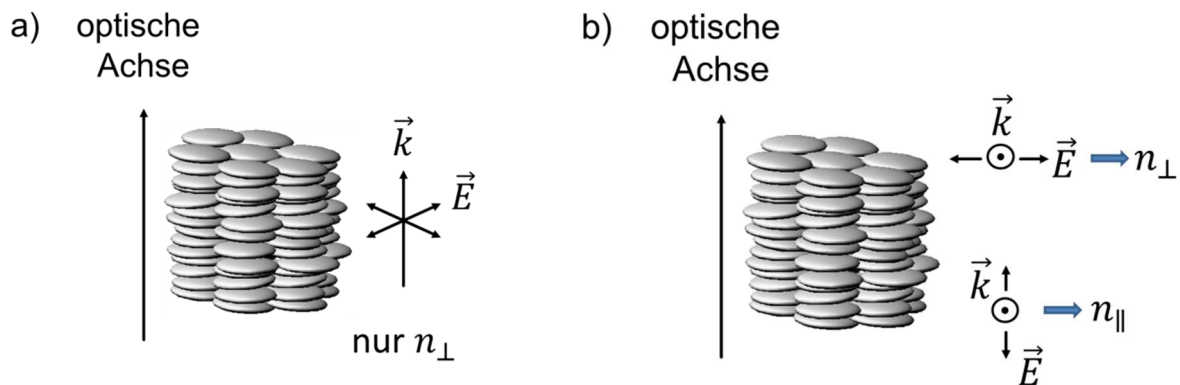 a) optische
Achse
k⃗
E⃗
nur n⊥
b) optische
Achse
k⃗
E⃗ n⊥
k⃗ n∥
E⃗